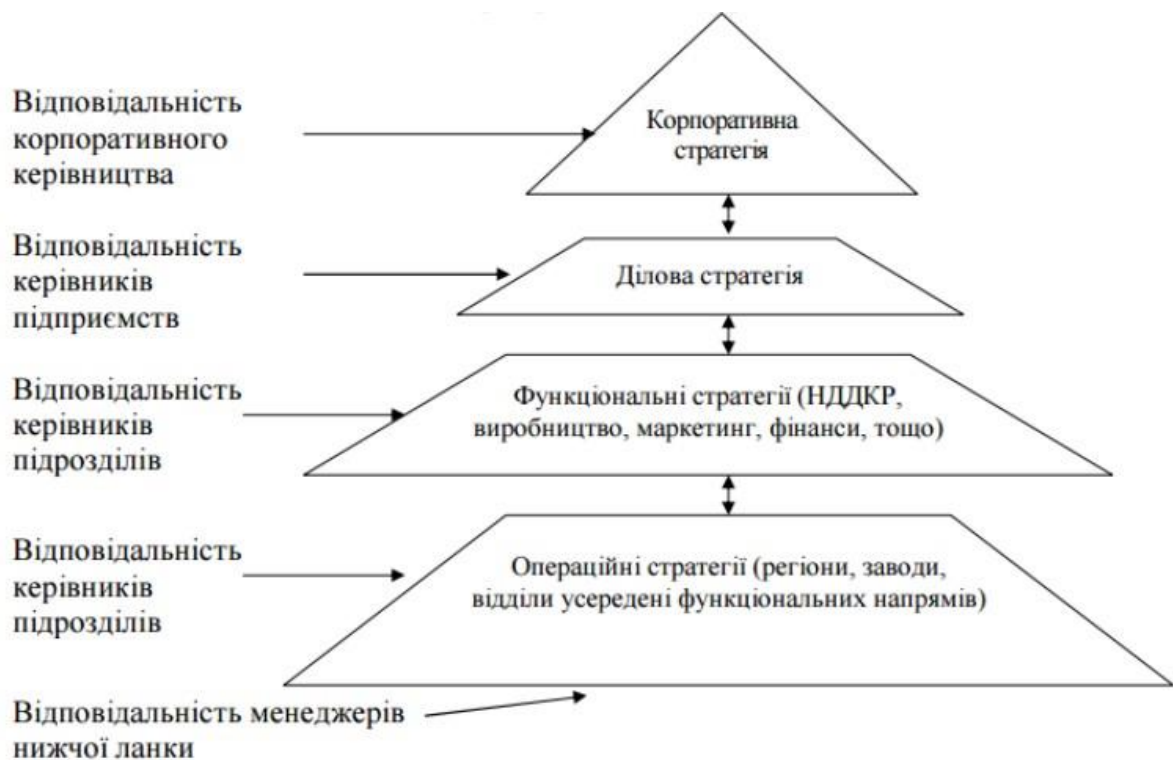 Відповідальність
корпоративного
керівництва
Корпоративна
стратегія
Відповідальність
керівників
підприємств
Ділова стратегія
Відповідальність
керівників
підрозділів
Функціональні стратегії (НДДКР,
виробництво, маркетинг, фінанси, тощо)
Відповідальність
керівників
підрозділів
Операційні стратегії (регіони, заводи,
відділи усередені функціональних напрямів)
Відповідальність менеджерів
нижчої ланки